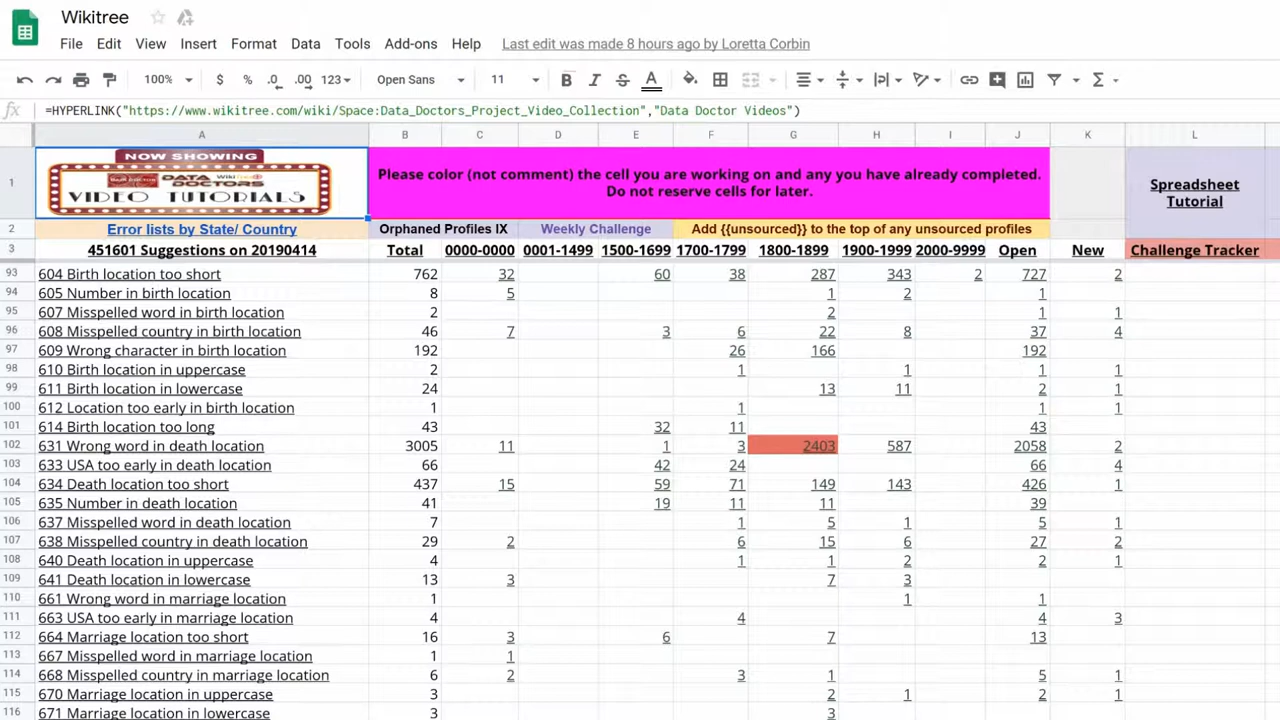 Wikitree
File Edit View Insert Format Data Tools Add-ons Help Last edit was made 8 hours ago by Loretta Corbin
100% $ % .0 .00 123 Open Sans 11 B I S A
fx =HYPERLINK("https://www.wikitree.com/wiki/Space:Data_Doctors_Project_Video_Collection","Data Doctor Videos")
A B C D E F G H I J K L
1 NOW SHOWING DATA DOCTORS VIDEO TUTORIALS
Please color (not comment) the cell you are working on and any you have already completed.
Do not reserve cells for later.
Spreadsheet
Tutorial
2 Error lists by State/ Country Orphaned Profiles IX Weekly Challenge Add {{unsourced}} to the top of any unsourced profiles
3 451601 Suggestions on 20190414 Total 0000-0000 0001-1499 1500-1699 1700-1799 1800-1899 1900-1999 2000-9999 Open New Challenge Tracker
93 604 Birth location too short 762 32 60 38 287 343 2 727 2
94 605 Number in birth location 8 5 1 2 1
95 607 Misspelled word in birth location 2 2 1 1
96 608 Misspelled country in birth location 46 7 3 6 22 8 37 4
97 609 Wrong character in birth location 192 26 166 192
98 610 Birth location in uppercase 2 1 1 1 1
99 611 Birth location in lowercase 24 13 11 2 1
100 612 Location too early in birth location 1 1 1 1
101 614 Birth location too long 43 32 11 43
102 631 Wrong word in death location 3005 11 1 3 2403 587 2058 2
103 633 USA too early in death location 66 42 24 66 4
104 634 Death location too short 437 15 59 71 149 143 426 1
105 635 Number in death location 41 19 11 11 39
106 637 Misspelled word in death location 7 1 5 1 5 1
107 638 Misspelled country in death location 29 2 6 15 6 27 2
108 640 Death location in uppercase 4 1 1 2 2 1
109 641 Death location in lowercase 13 3 7 3
110 661 Wrong word in marriage location 1 1 1
111 663 USA too early in marriage location 4 4 4 3
112 664 Marriage location too short 16 3 6 7 13
113 667 Misspelled word in marriage location 1 1
114 668 Misspelled country in marriage location 6 2 3 1 5 1
115 670 Marriage location in uppercase 3 2 1 2 1
116 671 Marriage location in lowercase 3 3